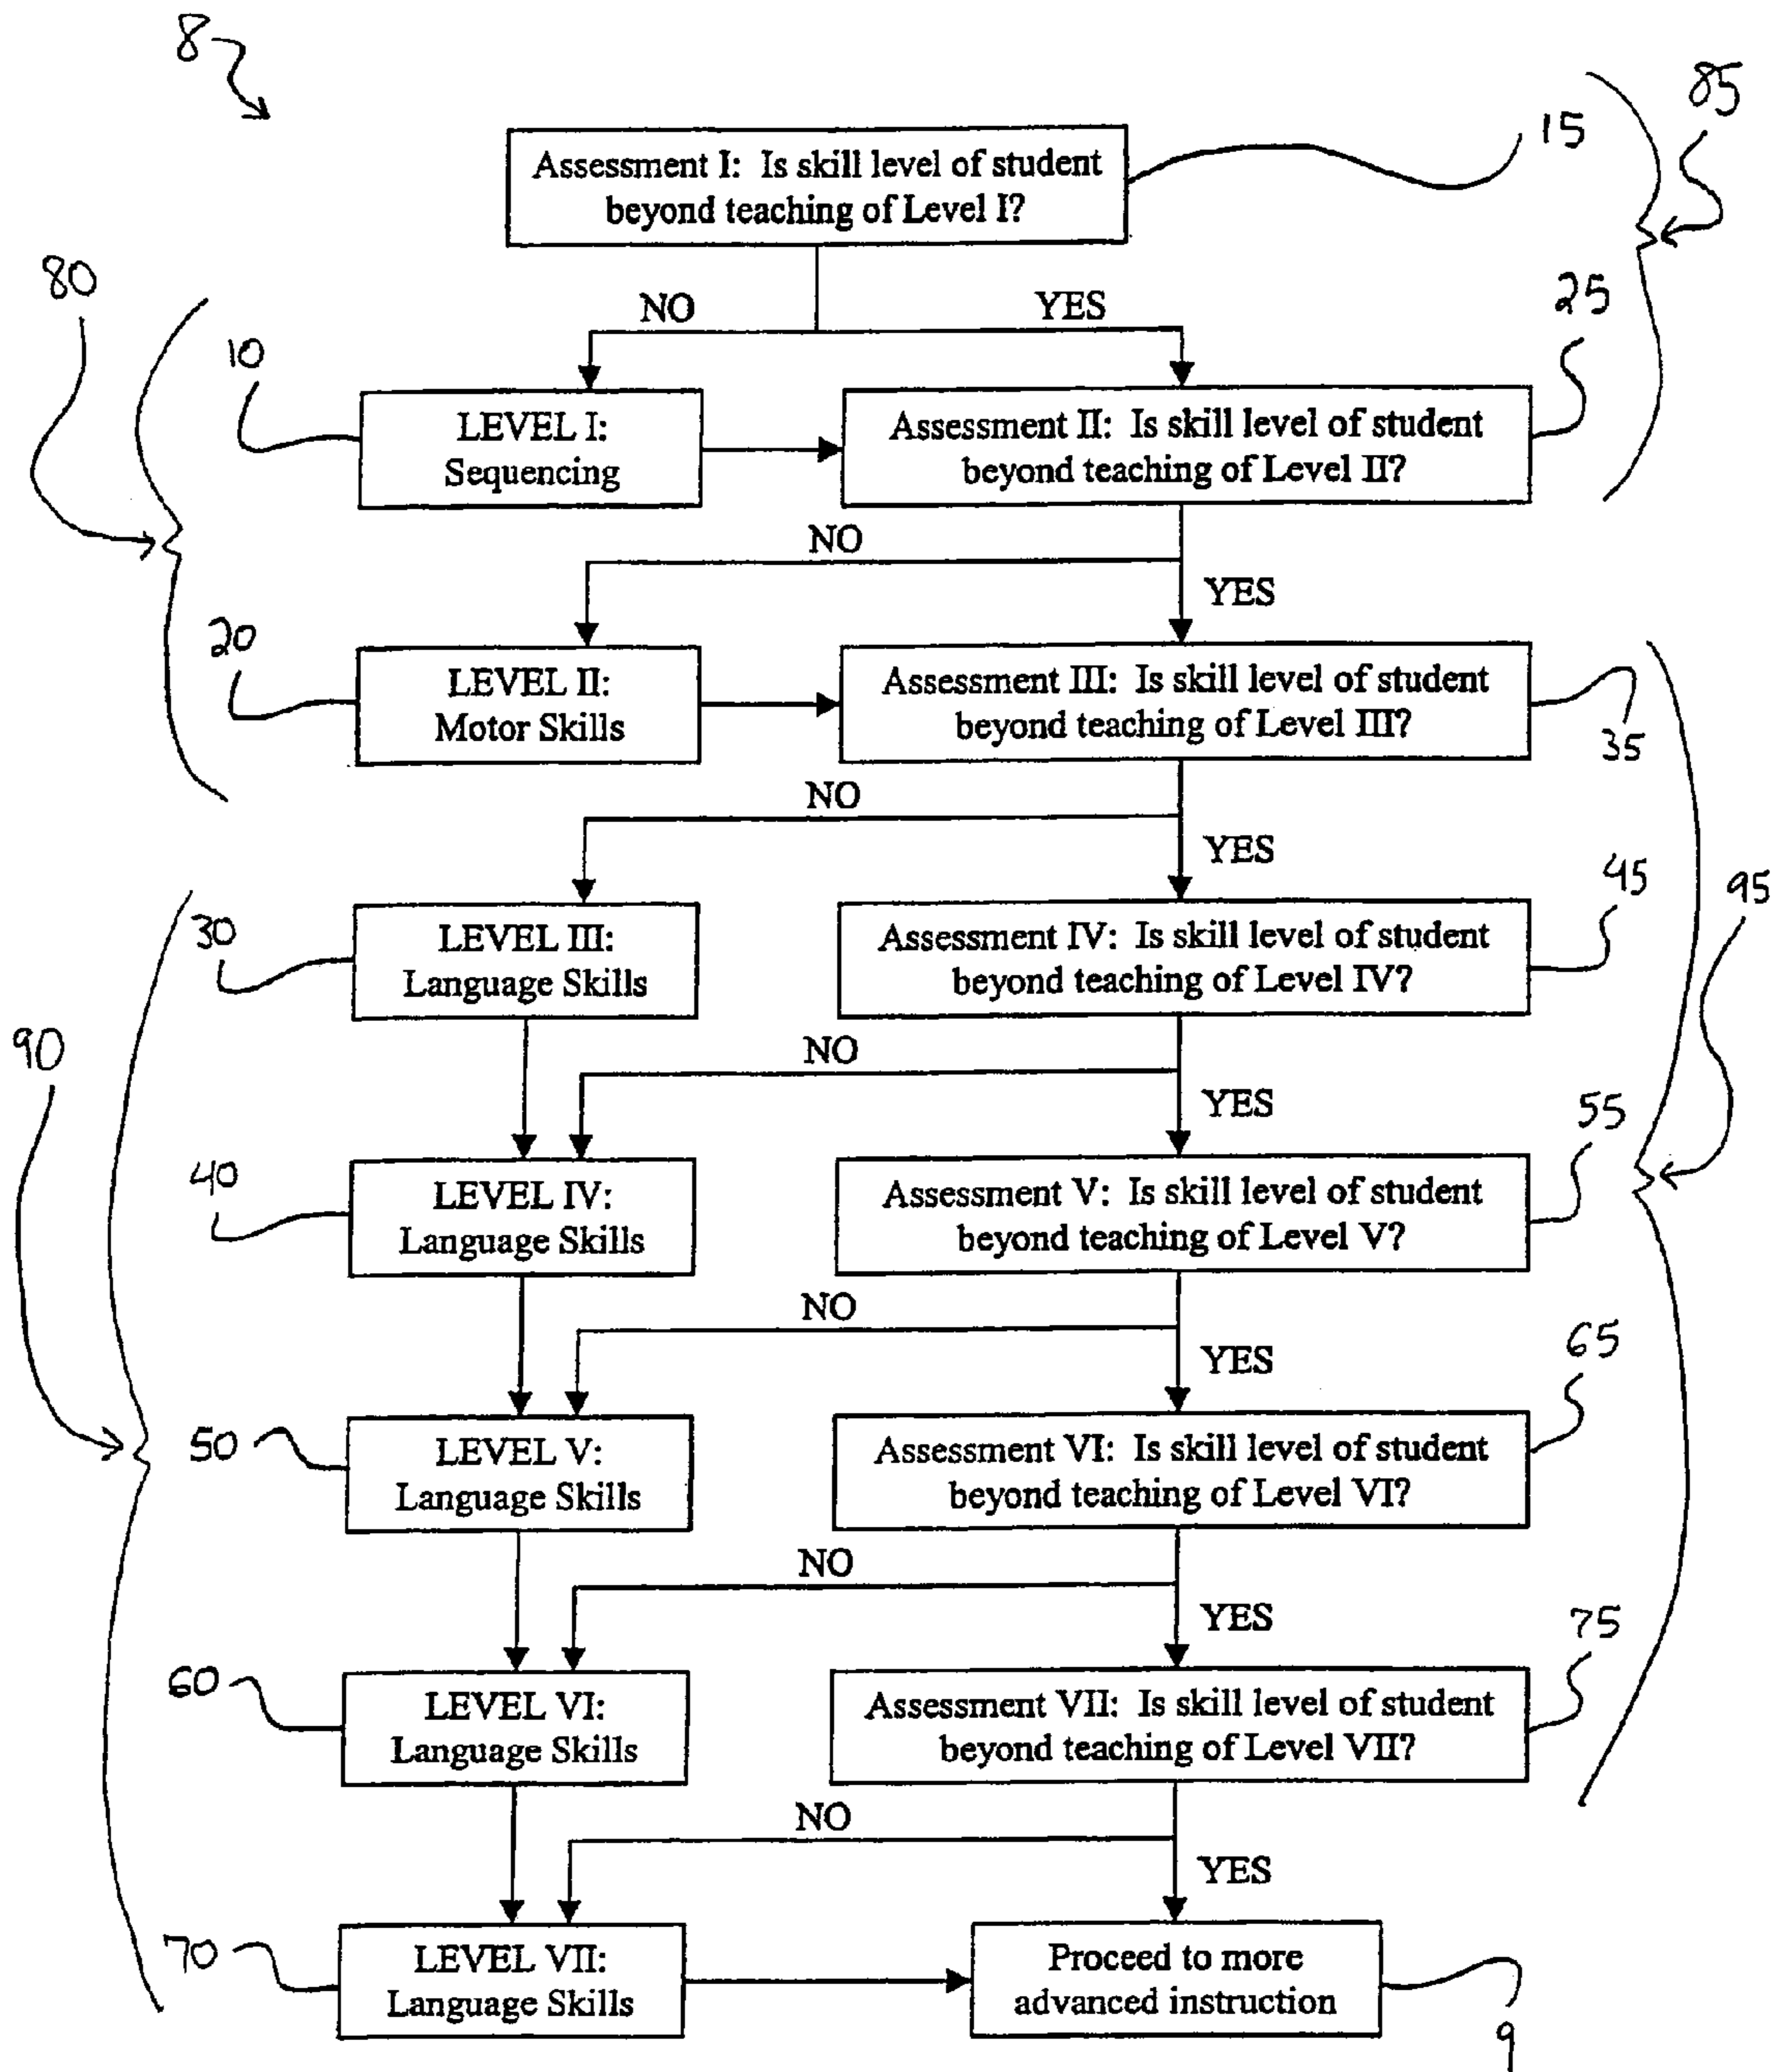 8
85
Assessment I: Is skill level of student
beyond teaching of Level I?
15
80
NO
YES
25
10
LEVEL I:
Sequencing
Assessment II: Is skill level of student
beyond teaching of Level II?
NO
YES
20
LEVEL II:
Motor Skills
Assessment III: Is skill level of student
beyond teaching of Level III?
35
NO
YES
30
LEVEL III:
Language Skills
Assessment IV: Is skill level of student
beyond teaching of Level IV?
45
95
90
NO
YES
40
LEVEL IV:
Language Skills
Assessment V: Is skill level of student
beyond teaching of Level V?
55
NO
YES
50
LEVEL V:
Language Skills
Assessment VI: Is skill level of student
beyond teaching of Level VI?
65
NO
YES
60
LEVEL VI:
Language Skills
Assessment VII: Is skill level of student
beyond teaching of Level VII?
75
NO
YES
70
LEVEL VII:
Language Skills
Proceed to more
advanced instruction
9